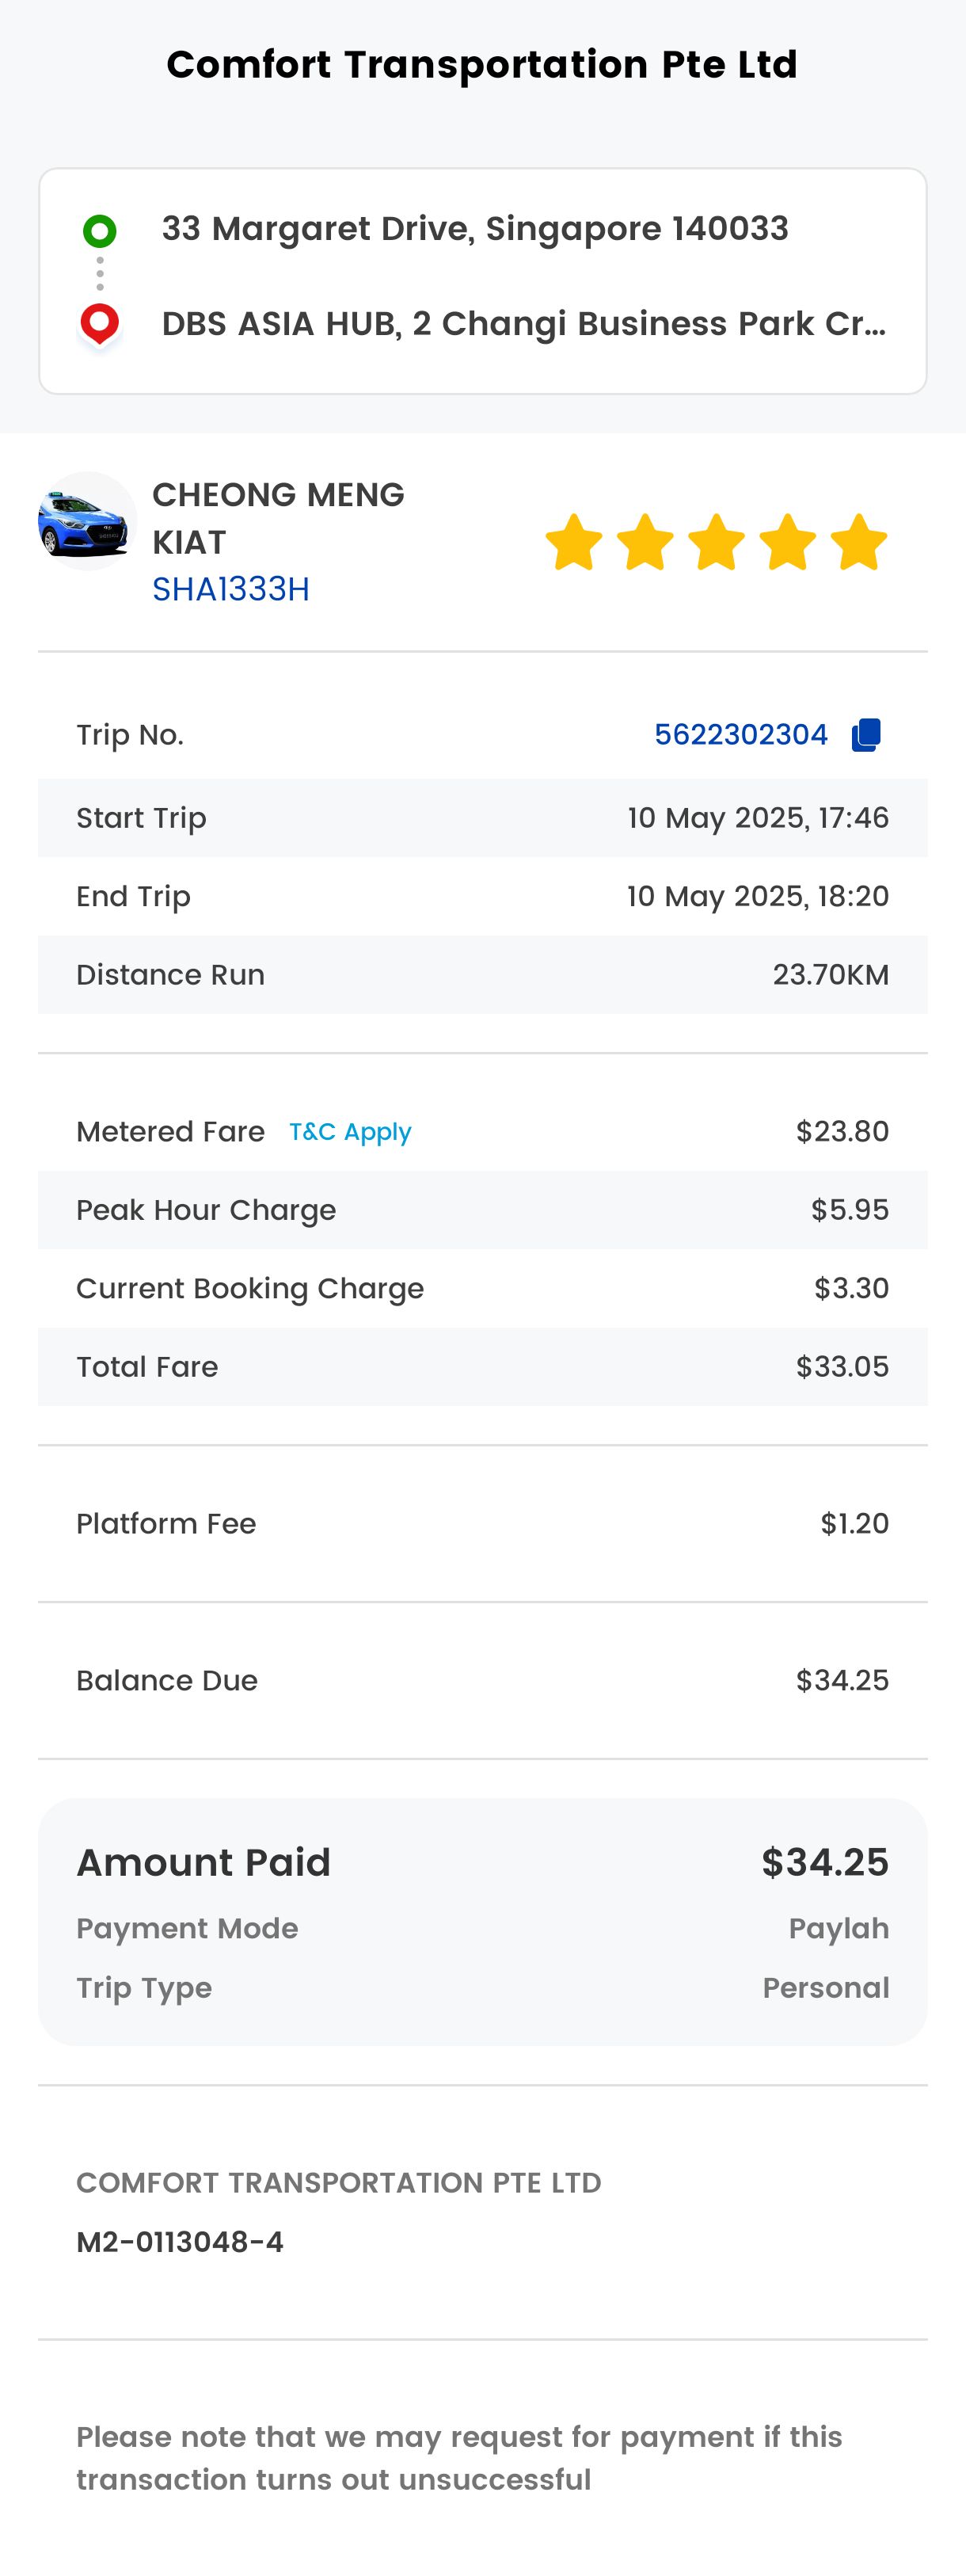 Comfort Transportation Pte Ltd
33 Margaret Drive, Singapore 140033
DBS ASIA HUB, 2 Changi Business Park Cr...
CHEONG MENG
KIAT
SHA1333H
Trip No. 5622302304
Start Trip 10 May 2025, 17:46
End Trip 10 May 2025, 18:20
Distance Run 23.70KM
Metered Fare T&C Apply $23.80
Peak Hour Charge $5.95
Current Booking Charge $3.30
Total Fare $33.05
Platform Fee $1.20
Balance Due $34.25
Amount Paid $34.25
Payment Mode Paylah
Trip Type Personal
COMFORT TRANSPORTATION PTE LTD
M2-0113048-4
Please note that we may request for payment if this
transaction turns out unsuccessful